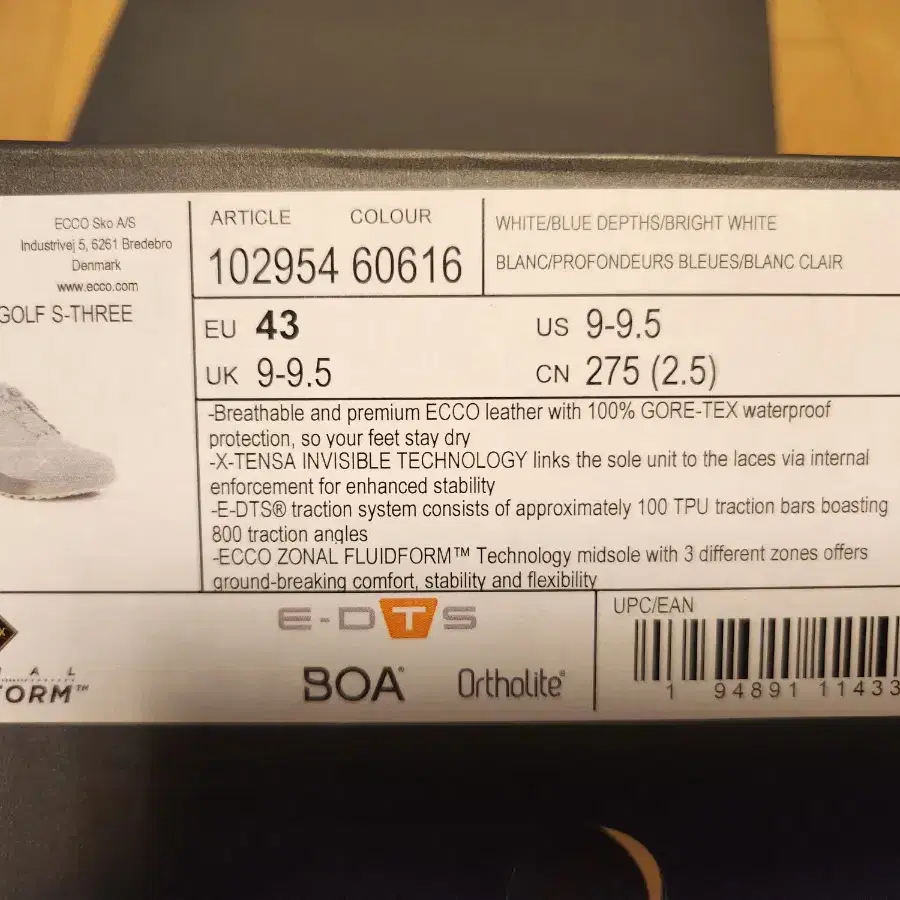 ECCO Sko A/S
Industrivej 5, 6261 Bredebro
Denmark
www.ecco.com
GOLF S-THREE
ARTICLE COLOUR
102954 60616
WHITE/BLUE DEPTHS/BRIGHT WHITE
BLANC/PROFONDEURS BLEUES/BLANC CLAIR
EU 43 US 9-9.5
UK 9-9.5 CN 275 (2.5)
-Breathable and premium ECCO leather with 100% GORE-TEX waterproof
protection, so your feet stay dry
-X-TENSA INVISIBLE TECHNOLOGY links the sole unit to the laces via internal
enforcement for enhanced stability
-E-DTS® traction system consists of approximately 100 TPU traction bars boasting
800 traction angles
-ECCO ZONAL FLUIDFORM™ Technology midsole with 3 different zones offers
ground-breaking comfort, stability and flexibility
E-DTS
BOA®
Ortholite®
A L
ORM™
UPC/EAN
1 94891 11433